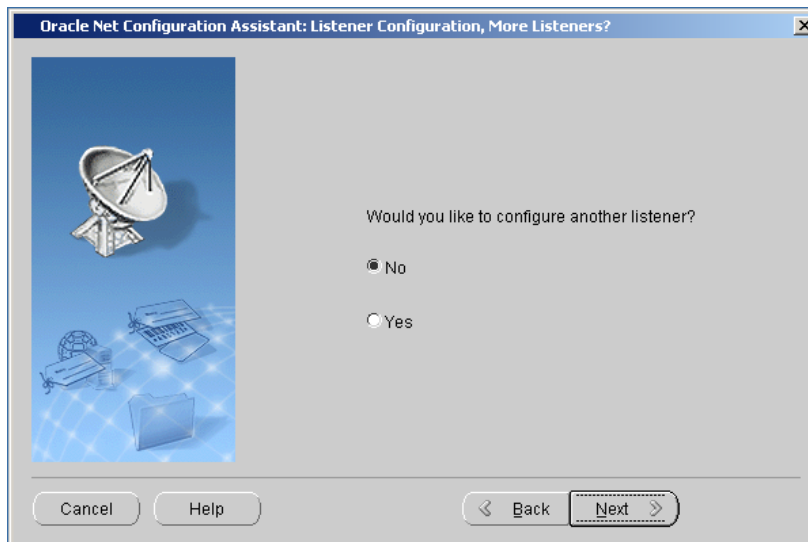 Oracle Net Configuration Assistant: Listener Configuration, More Listeners?
Would you like to configure another listener?
No
Yes
Cancel
Help
Back
Next